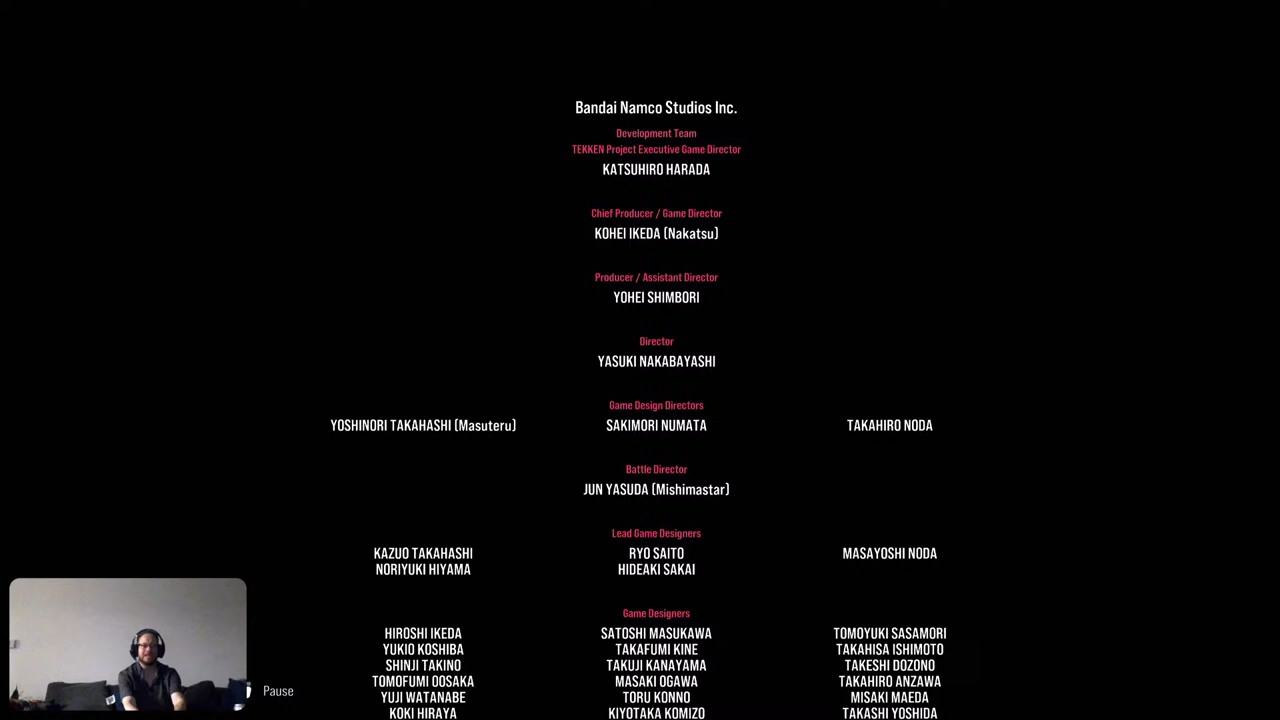 Bandai Namco Studios Inc.
Development Team
TEKKEN Project Executive Game Director
KATSUHIRO HARADA
Chief Producer / Game Director
KOHEI IKEDA (Nakatsu)
Producer / Assistant Director
YOHEI SHIMBORI
Director
YASUKI NAKABAYASHI
Game Design Directors
YOSHINORI TAKAHASHI (Masuteru) SAKIMORI NUMATA TAKAHIRO NODA
Battle Director
JUN YASUDA (Mishimastar)
Lead Game Designers
KAZUO TAKAHASHI RYO SAITO MASAYOSHI NODA
NORIYUKI HIYAMA HIDEAKI SAKAI
Game Designers
HIROSHI IKEDA SATOSHI MASUKAWA TOMOYUKI SASAMORI
YUKIO KOSHIBA TAKAFUMI KINE TAKAHISA ISHIMOTO
SHINJI TAKINO TAKUJI KANAYAMA TAKESHI DOZONO
TOMOFUMI OOSAKA MASAKI OGAWA TAKAHIRO ANZAWA
YUJI WATANABE TORU KONNO MISAKI MAEDA
KOKI HIRAYA KIYOTAKA KOMIZO TAKASHI YOSHIDA
Pause